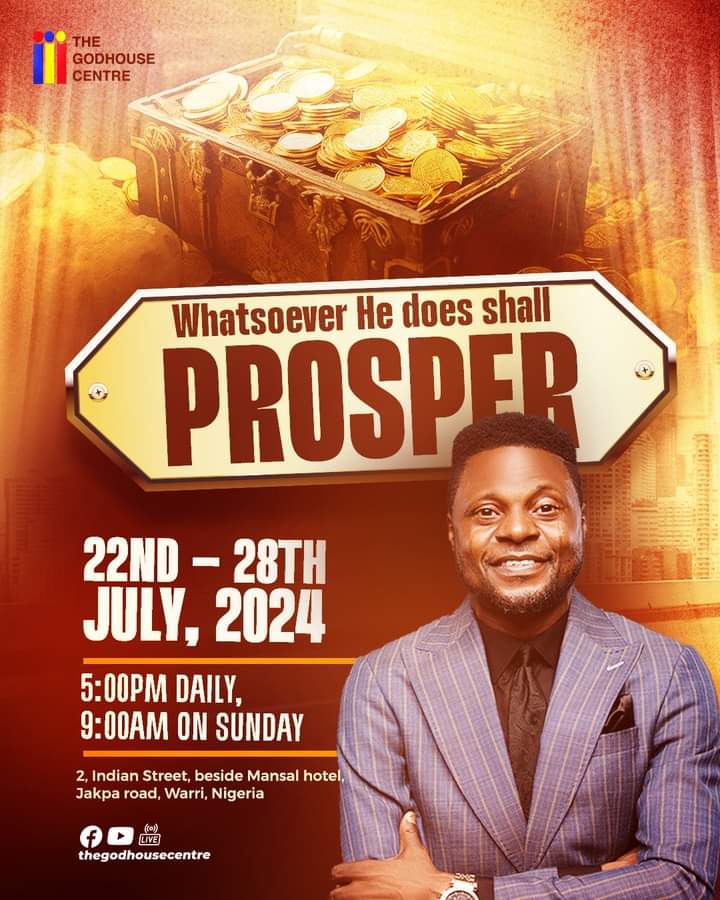 THE
GODHOUSE
CENTRE
Whatsoever He does shall
PROSPER
22ND – 28TH
JULY, 2024
5:00PM DAILY,
9:00AM ON SUNDAY
2, Indian Street, beside Mansal hotel,
Jakpa road, Warri, Nigeria
LIVE
thegodhousecentre